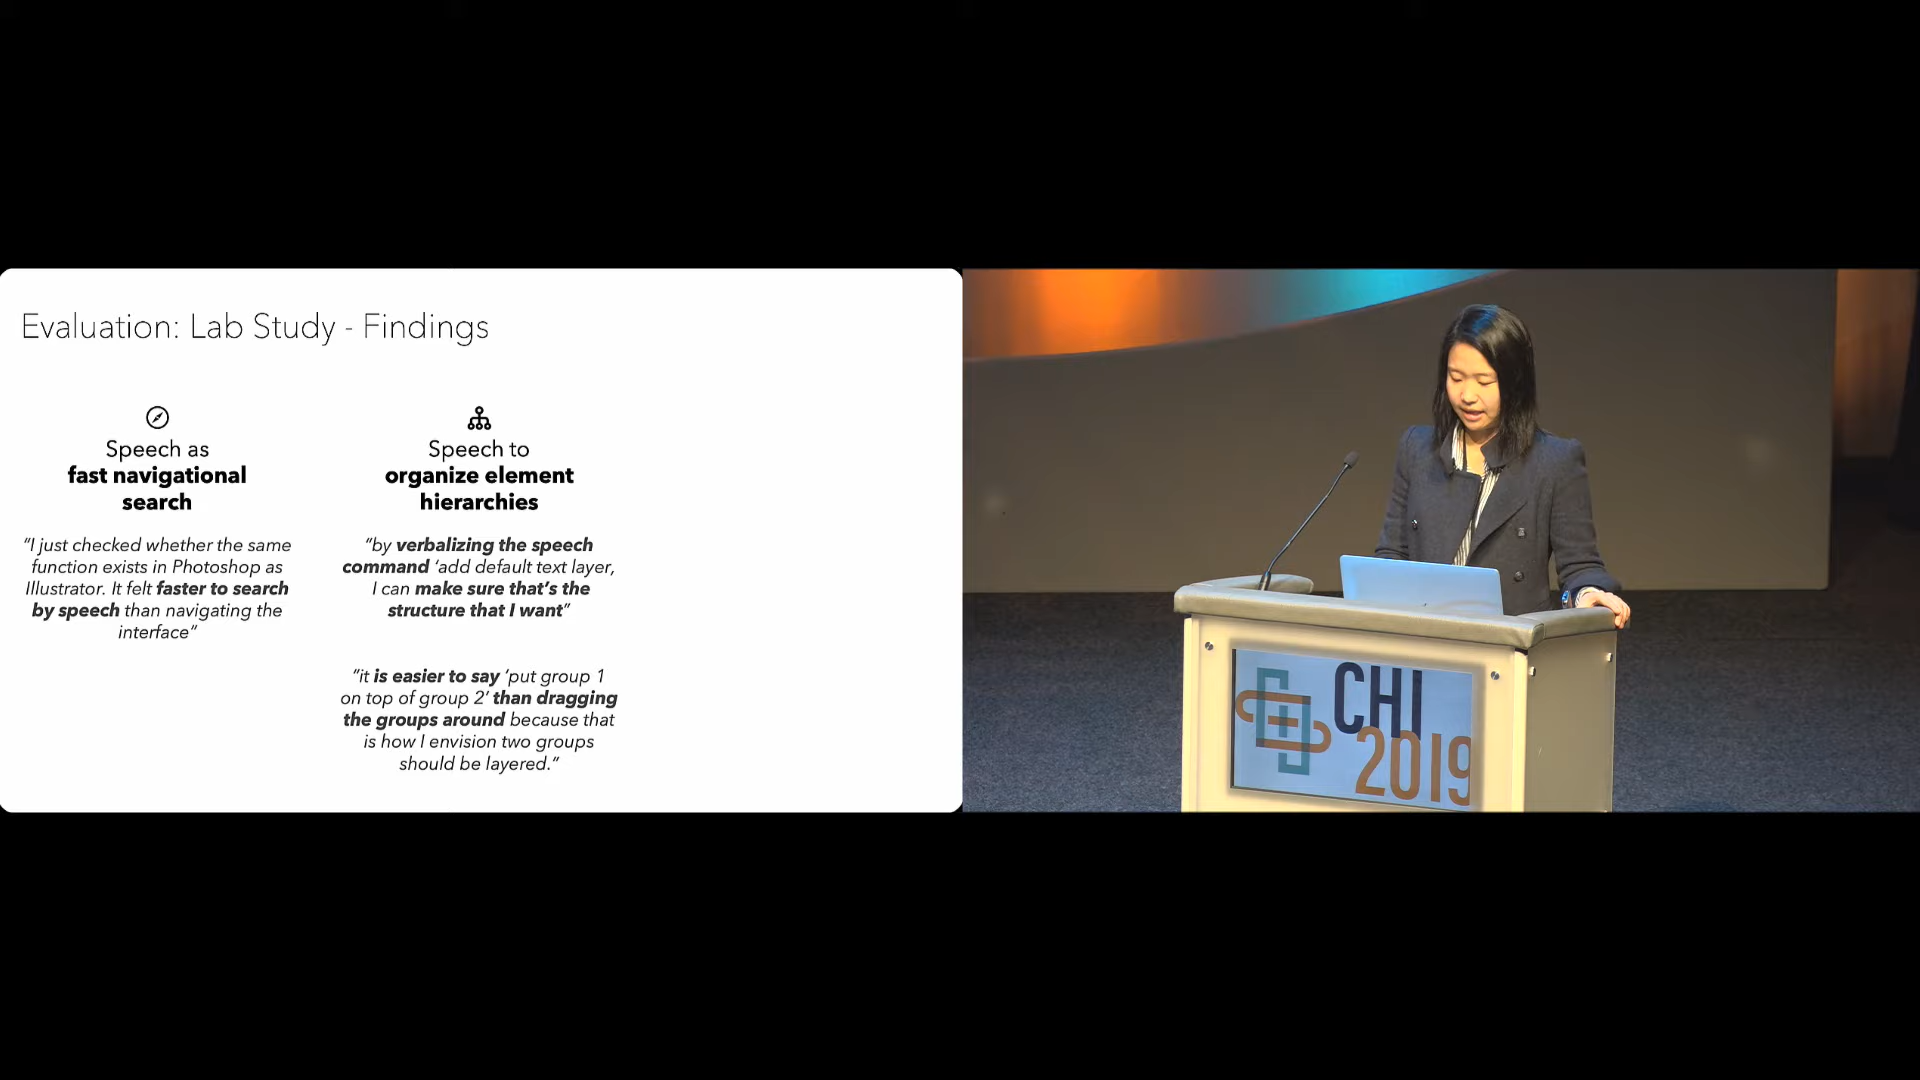 Evaluation: Lab Study - Findings
Speech as
fast navigational
search
“I just checked whether the same
function exists in Photoshop as
Illustrator. It felt faster to search
by speech than navigating the
interface”
Speech to
organize element
hierarchies
“by verbalizing the speech
command ‘add default text layer,
I can make sure that’s the
structure that I want”
“it is easier to say ‘put group 1
on top of group 2’ than dragging
the groups around because that
is how I envision two groups
should be layered.”
CHI
2019